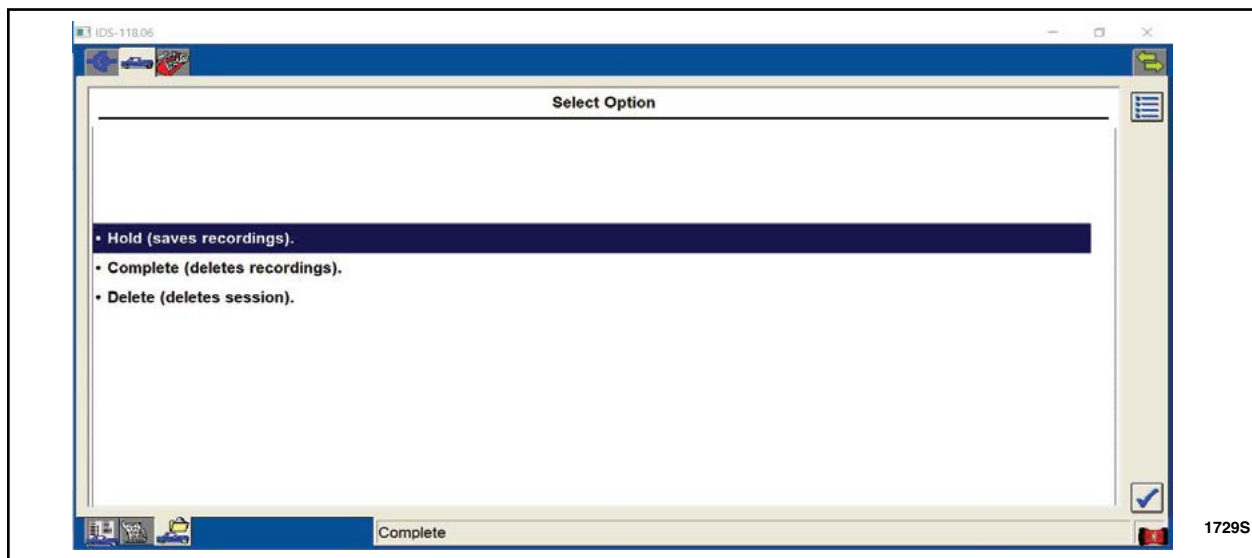 IDS-118.06
Select Option
• Hold (saves recordings).
• Complete (deletes recordings).
• Delete (deletes session).
Complete
1729S